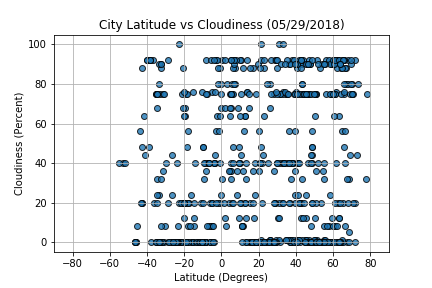 City Latitude vs Cloudiness (05/29/2018)
Cloudiness (Percent)
100
80
60
40
20
0
−80 −60 −40 −20 0 20 40 60 80
Latitude (Degrees)